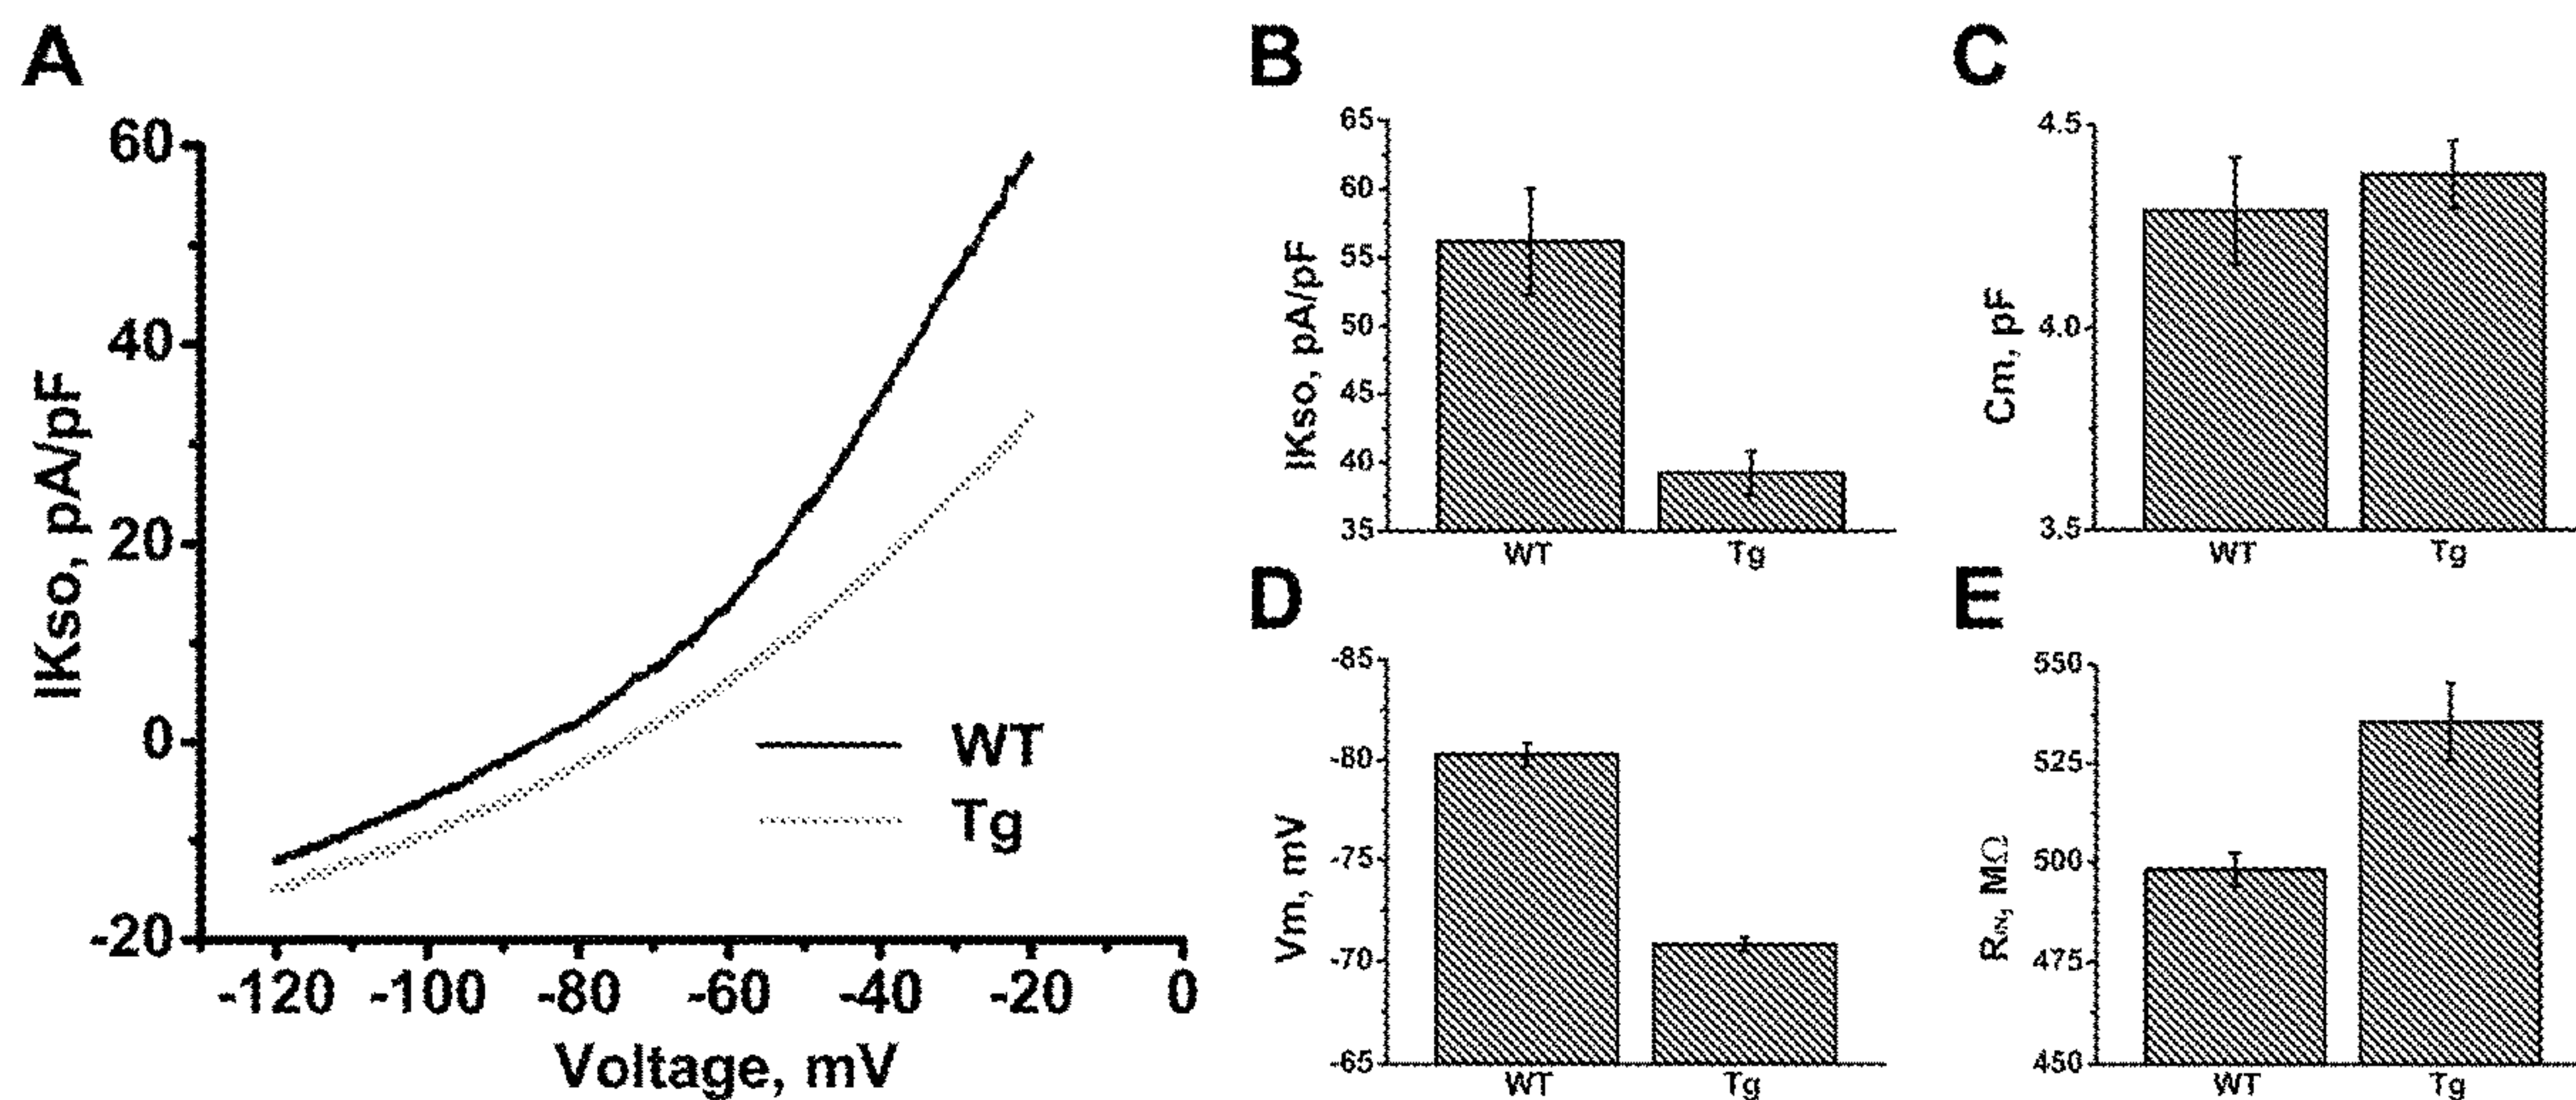 A
60
40
20
0
-20
IKso, pA/pF
-120 -100 -80 -60 -40 -20 0
Voltage, mV
WT
Tg
B
65
60
55
50
45
40
35
IKso, pA/pF
WT Tg
C
4.5
4.0
3.5
Cm, pF
WT Tg
D
-85
-80
-75
-70
-65
Vm, mV
WT Tg
E
550
525
500
475
450
RIN, MΩ
WT Tg